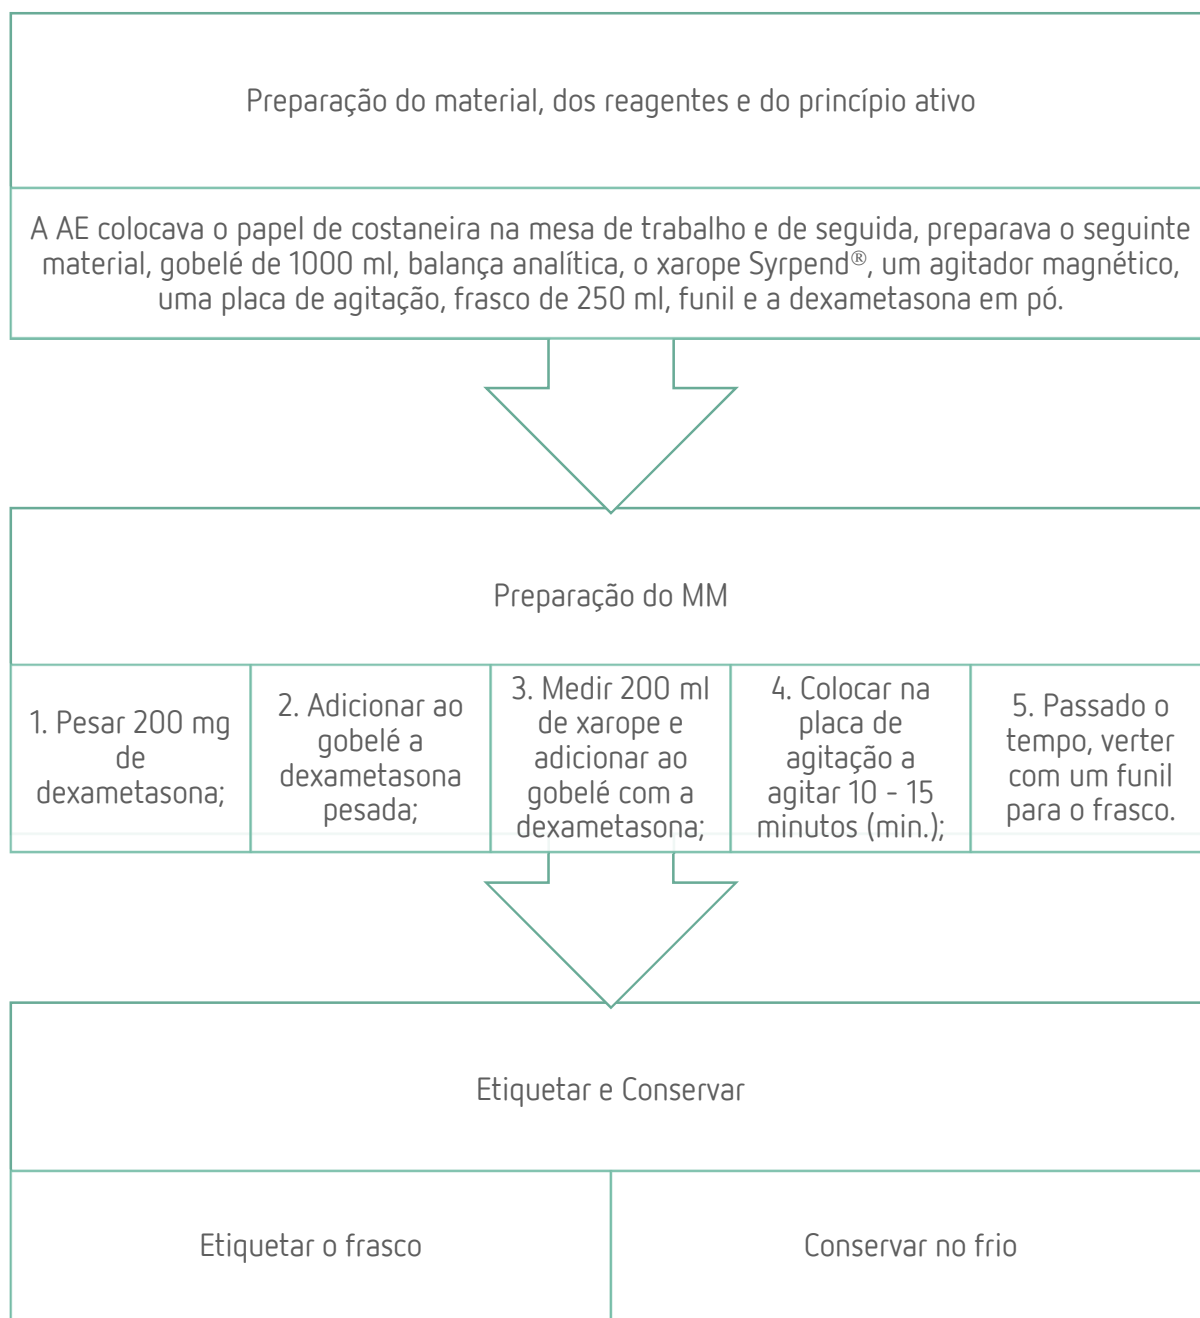 Preparação do material, dos reagentes e do princípio ativo
A AE colocava o papel de costaneira na mesa de trabalho e de seguida, preparava o seguinte
material, gobelé de 1000 ml, balança analítica, o xarope Syrpend®, um agitador magnético,
uma placa de agitação, frasco de 250 ml, funil e a dexametasona em pó.
Preparação do MM
1. Pesar 200 mg
de
dexametasona;
2. Adicionar ao
gobelé a
dexametasona
pesada;
3. Medir 200 ml
de xarope e
adicionar ao
gobelé com a
dexametasona;
4. Colocar na
placa de
agitação a
agitar 10 - 15
minutos (min.);
5. Passado o
tempo, verter
com um funil
para o frasco.
Etiquetar e Conservar
Etiquetar o frasco
Conservar no frio